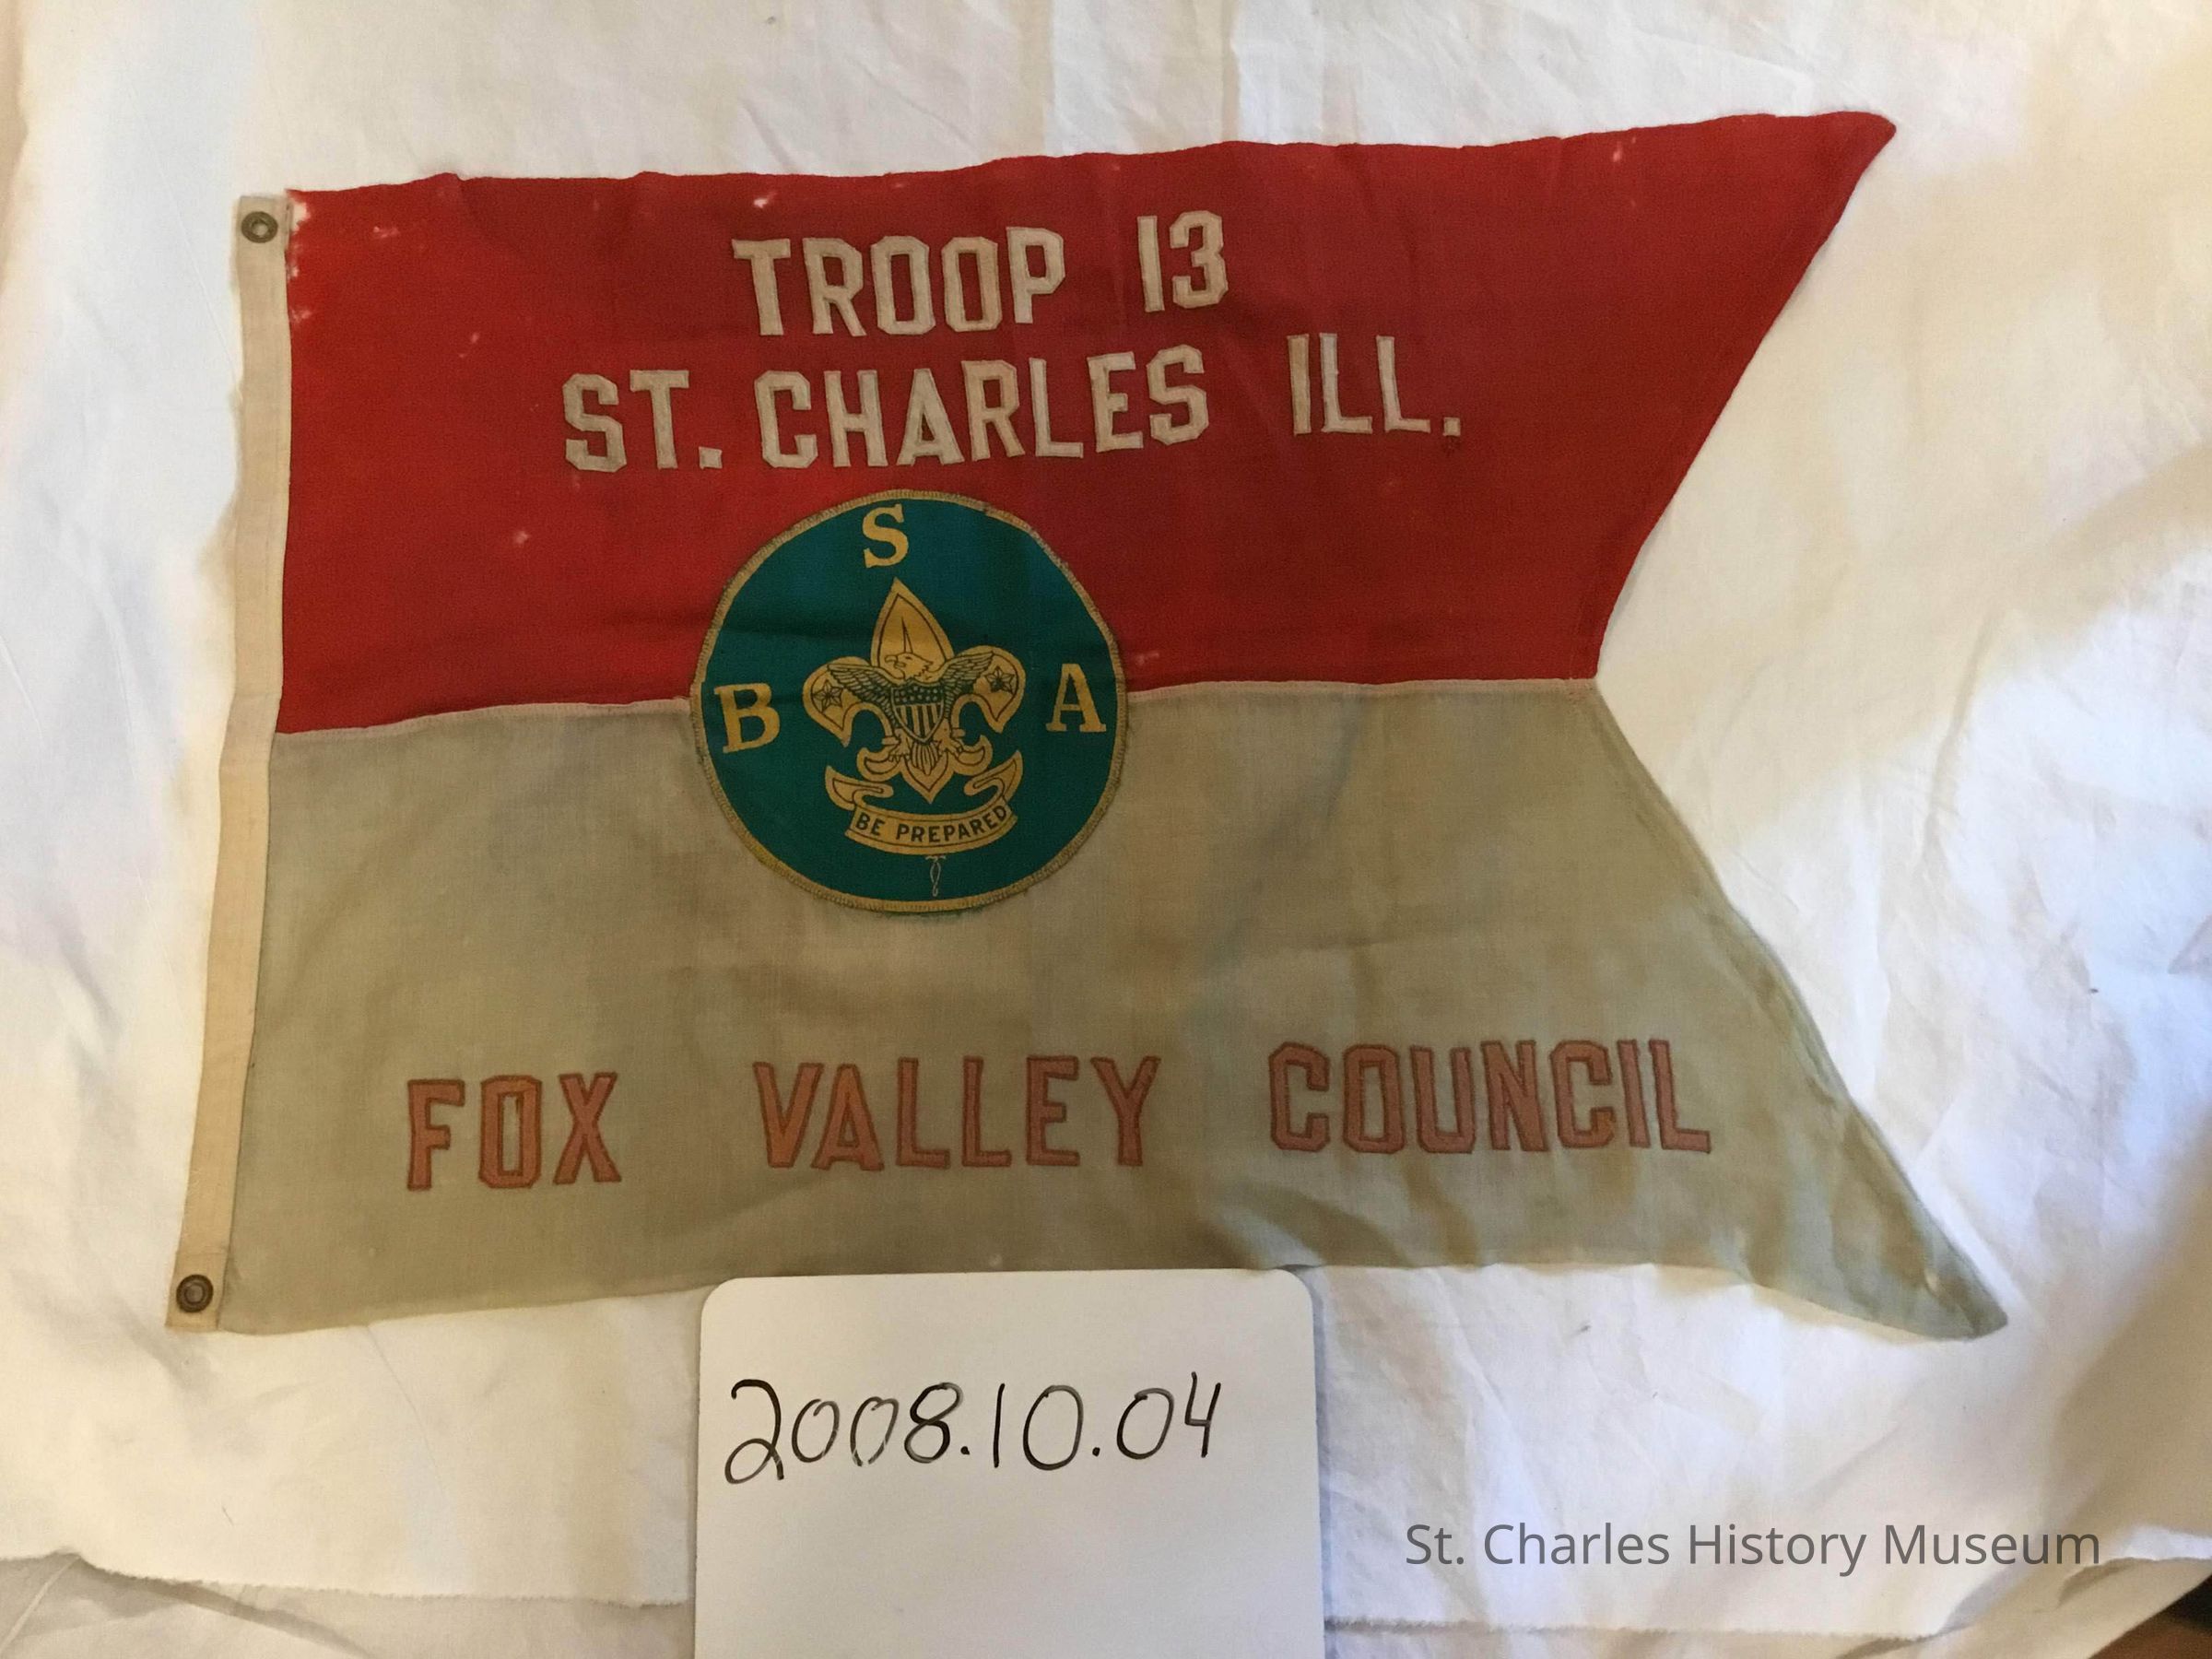 TROOP 13
ST. CHARLES ILL.
S
B A
BE PREPARED
FOX VALLEY COUNCIL
2008.10.04
St. Charles History Museum